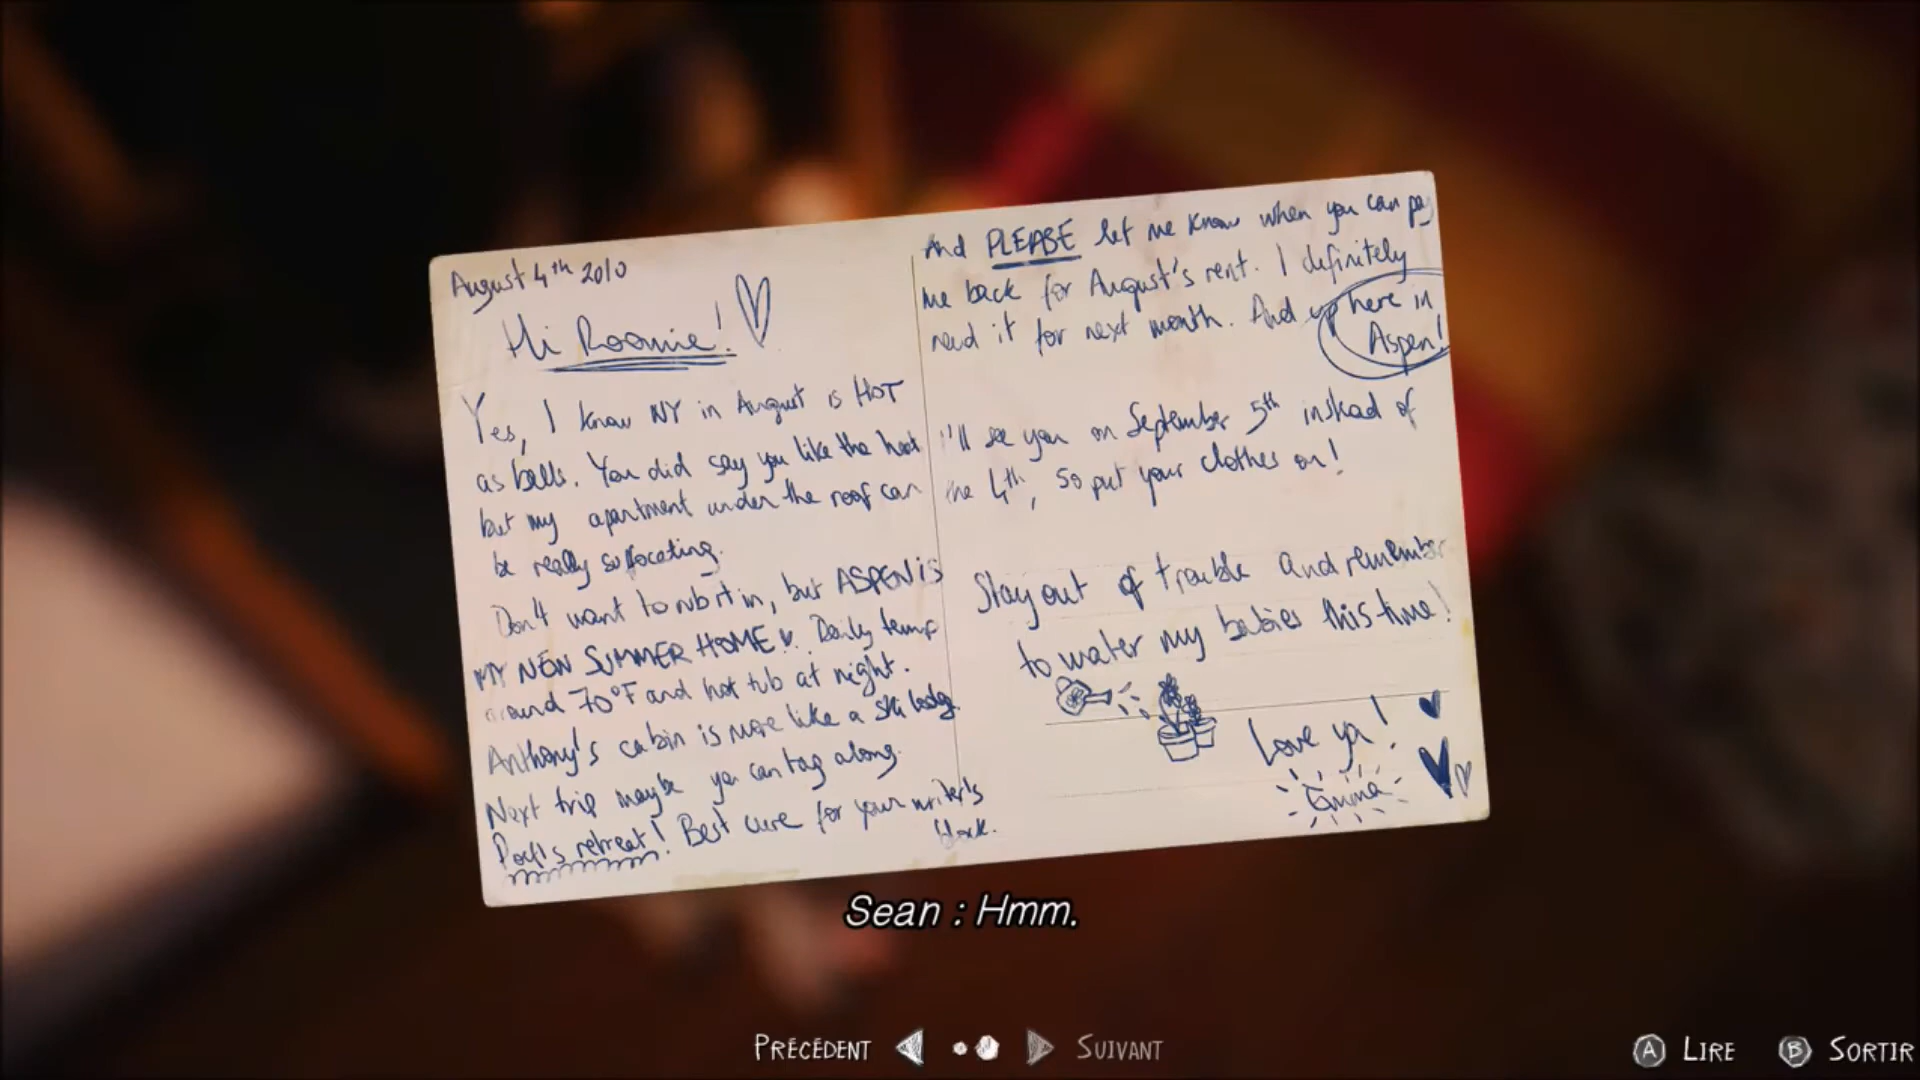 August 4th 2010
Hi Roomie!
Yes, I know NY in August is HOT
as balls. You did say you like the heat
but my apartment under the roof can
be really suffocating.
Don't want to rub it in, but ASPEN IS
MY NEW SUMMER HOME. Daily temp
around 70°F and hot tub at night.
Anthony's cabin is more like a ski lodge.
Next trip maybe you can tag along.
Poet's retreat! Best cure for your writer's
block.
And PLEASE let me know when you can pay
me back for August's rent. I definitely
need it for next month. And up here in
Aspen!
I'll see you on September 5th instead of
the 4th, so put your clothes on!
Stay out of trouble and remember
to water my babies this time!
Love ya!
Emma
Sean : Hmm.
PRÉCÉDENT SUIVANT
A LIRE B SORTIR